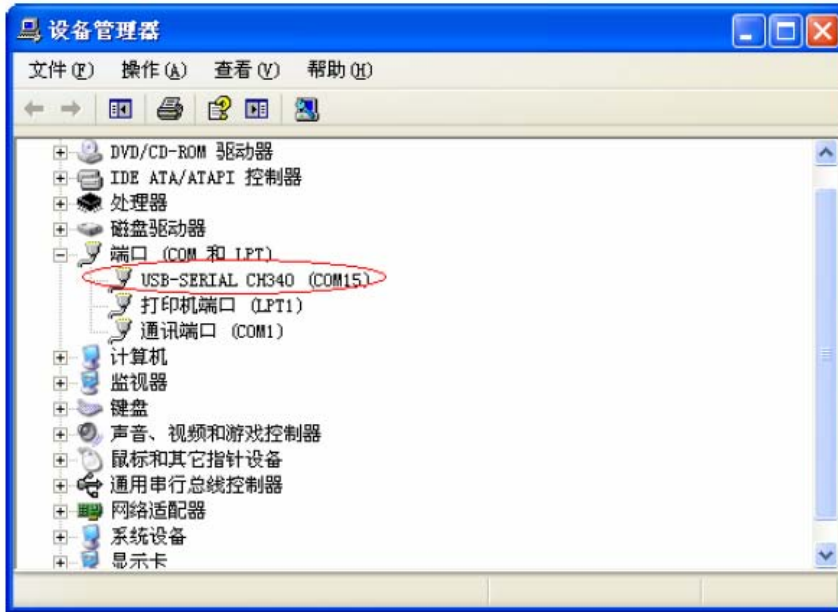 设备管理器
文件(F) 操作(A) 查看(V) 帮助(H)
DVD/CD-ROM 驱动器
IDE ATA/ATAPI 控制器
处理器
磁盘驱动器
端口 (COM 和 LPT)
USB-SERIAL CH340 (COM15)
打印机端口 (LPT1)
通讯端口 (COM1)
计算机
监视器
键盘
声音、视频和游戏控制器
鼠标和其它指针设备
通用串行总线控制器
网络适配器
系统设备
显示卡